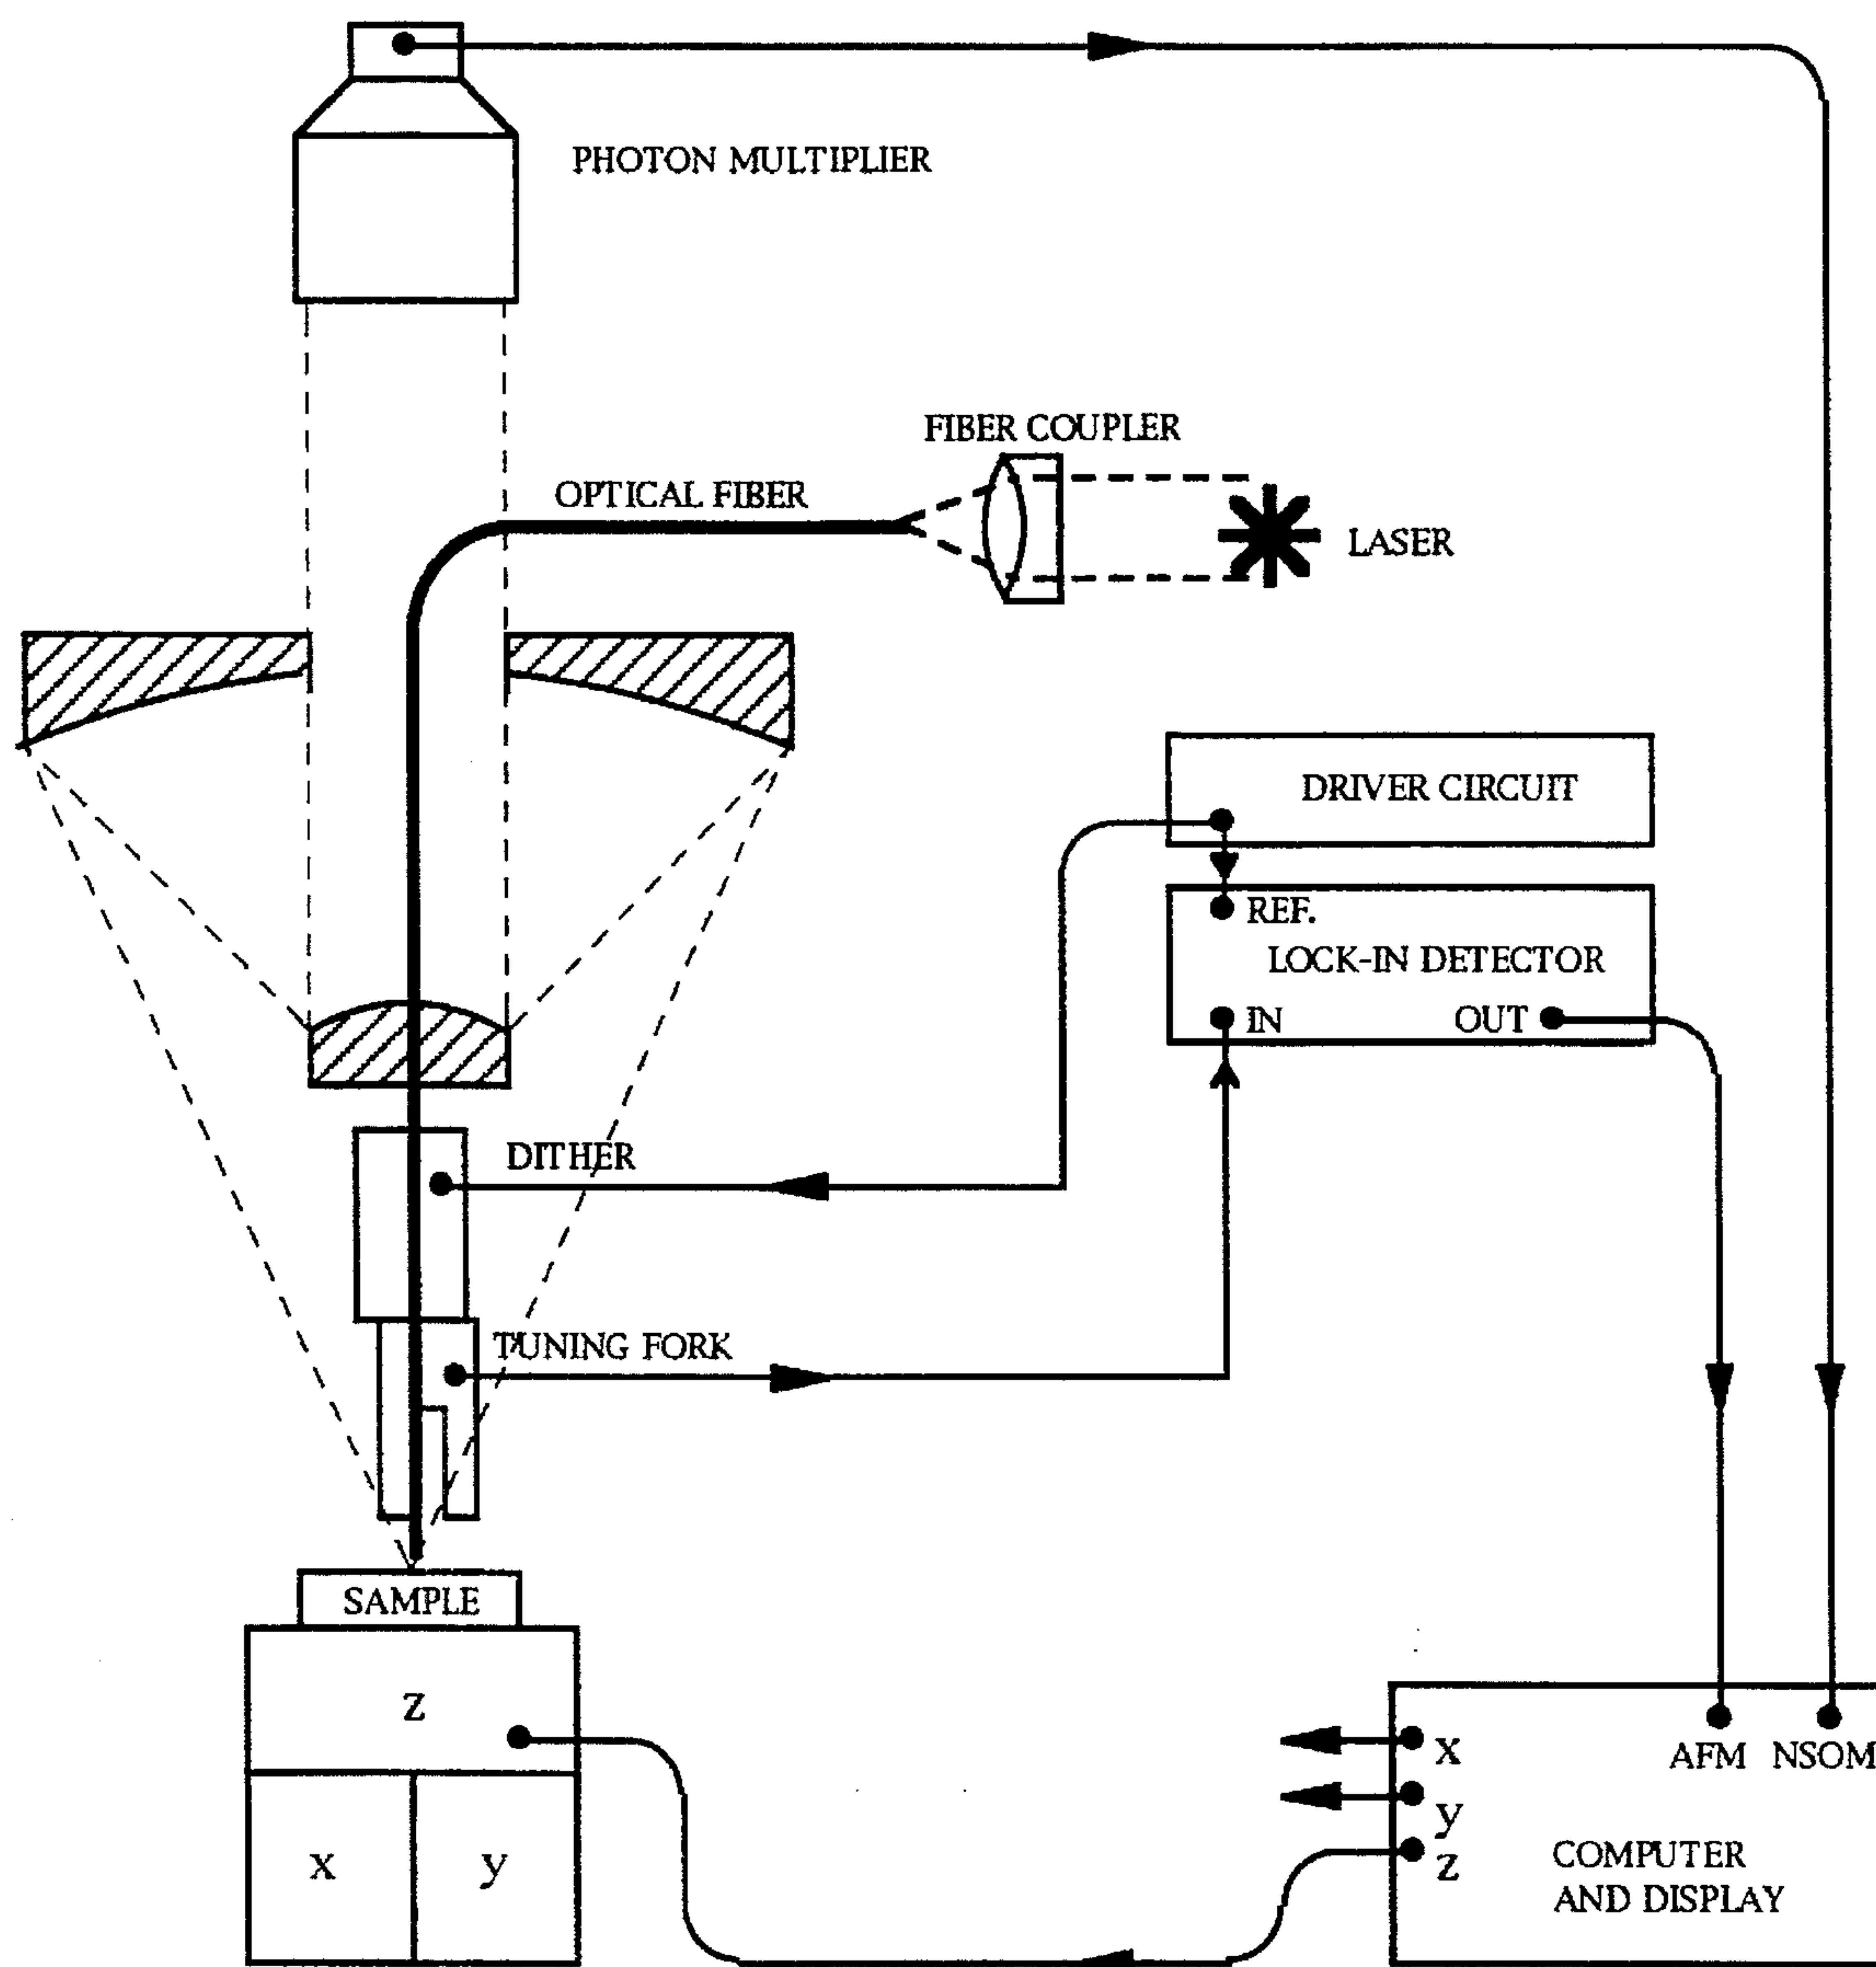 PHOTON MULTIPLIER
FIBER COUPLER
OPTICAL FIBER
LASER
DRIVER CIRCUIT
REF.
LOCK-IN DETECTOR
IN OUT
DITHER
TUNING FORK
SAMPLE
z
x y
AFM NSOM
x
y
z
COMPUTER
AND DISPLAY